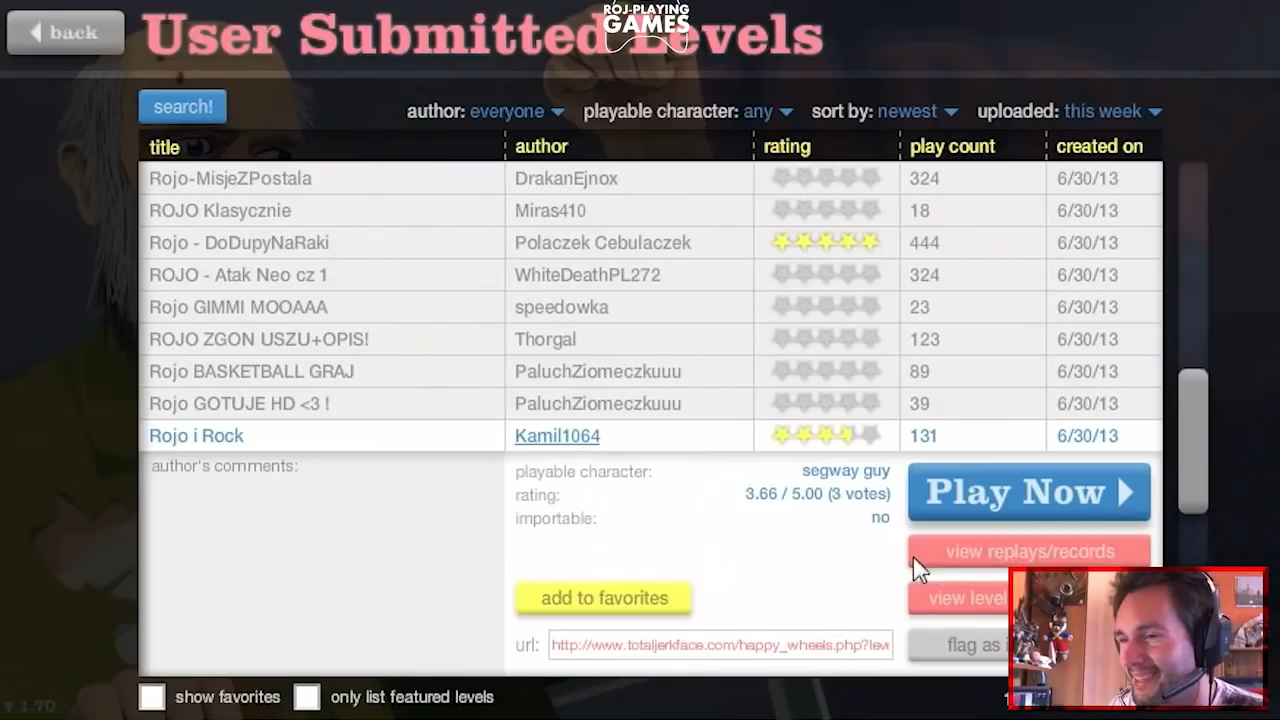 back
User Submitted Levels
ROJ-PLAYING
GAMES
search!
author: everyone playable character: any sort by: newest uploaded: this week
title author rating play count created on
Rojo-MisjeZPostala DrakanEjnox 324 6/30/13
ROJO Klasycznie Miras410 18 6/30/13
Rojo - DoDupyNaRaki Polaczek Cebulaczek 444 6/30/13
ROJO - Atak Neo cz 1 WhiteDeathPL272 324 6/30/13
Rojo GIMMI MOOAAA speedowka 23 6/30/13
ROJO ZGON USZU+OPIS! Thorgal 123 6/30/13
Rojo BASKETBALL GRAJ PaluchZiomeczkuuu 89 6/30/13
Rojo GOTUJE HD <3 ! PaluchZiomeczkuuu 39 6/30/13
Rojo i Rock Kamil1064 131 6/30/13
author's comments:
playable character: segway guy
rating: 3.66 / 5.00 (3 votes)
importable: no
Play Now
view replays/records
add to favorites
view level
url: http://www.totaljerkface.com/happy_wheels.php?lev
flag as
show favorites only list featured levels
v 1.70